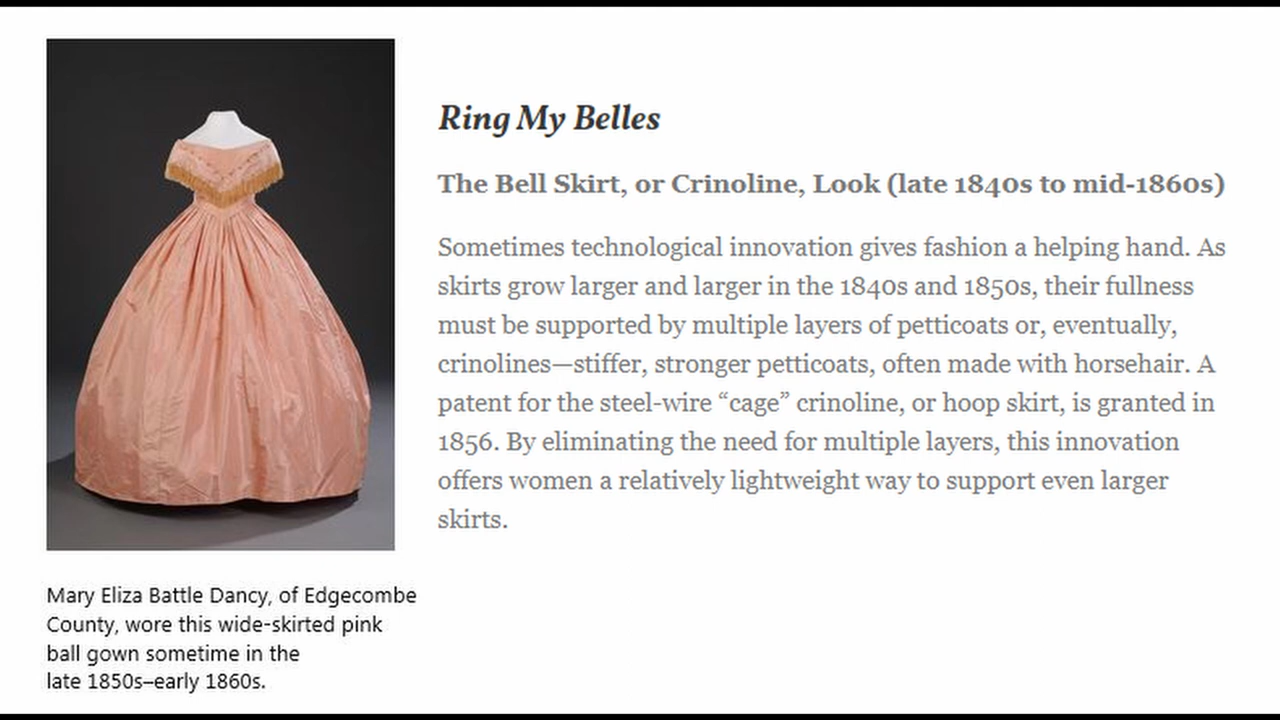 Ring My Belles
The Bell Skirt, or Crinoline, Look (late 1840s to mid-1860s)
Sometimes technological innovation gives fashion a helping hand. As
skirts grow larger and larger in the 1840s and 1850s, their fullness
must be supported by multiple layers of petticoats or, eventually,
crinolines—stiffer, stronger petticoats, often made with horsehair. A
patent for the steel-wire “cage” crinoline, or hoop skirt, is granted in
1856. By eliminating the need for multiple layers, this innovation
offers women a relatively lightweight way to support even larger
skirts.
Mary Eliza Battle Dancy, of Edgecombe
County, wore this wide-skirted pink
ball gown sometime in the
late 1850s–early 1860s.